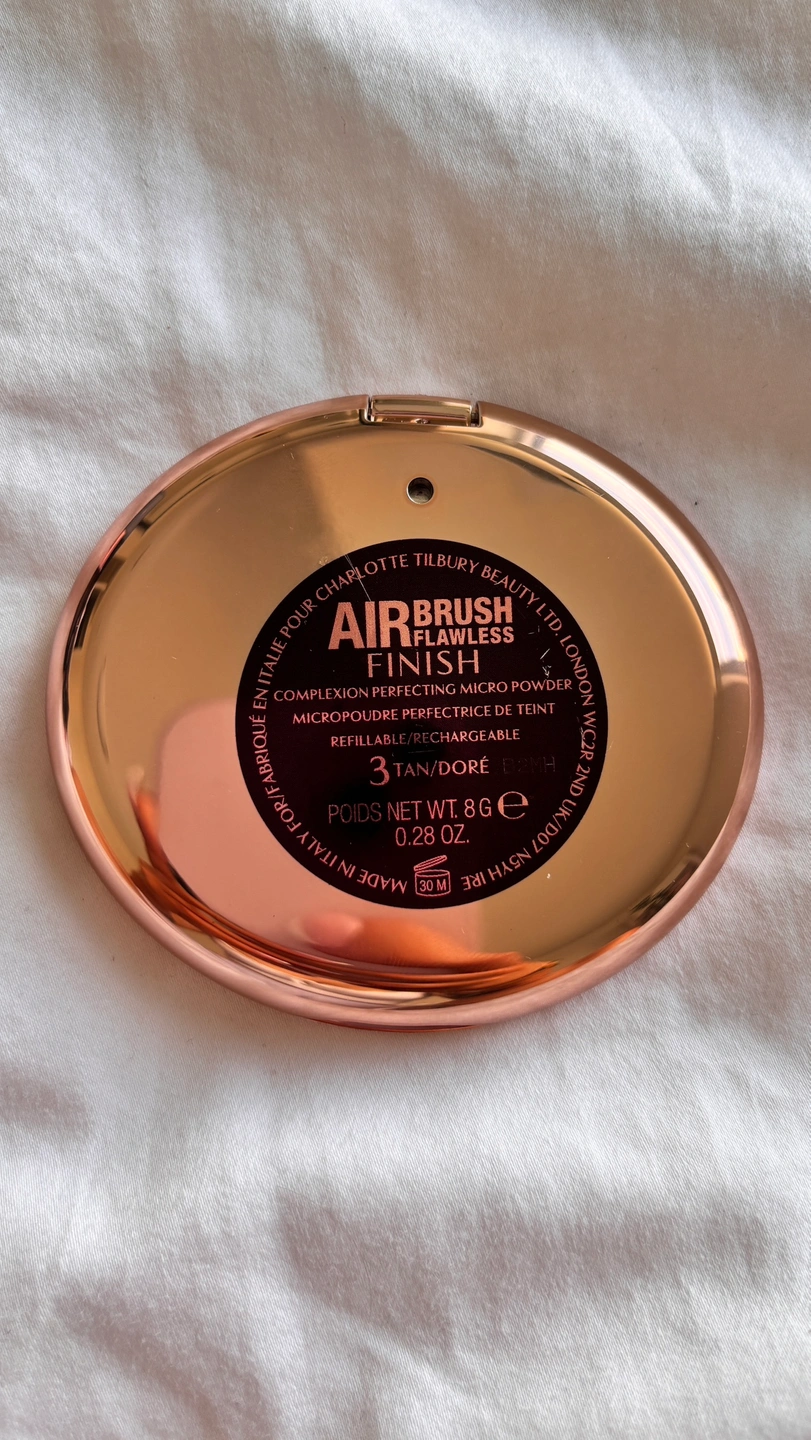 MADE IN ITALY FOR/FABRIQUÉ EN ITALIE POUR CHARLOTTE TILBURY BEAUTY LTD. LONDON WC2R 2ND UK/D07 N5YH IRE
AIRBRUSH
FLAWLESS
FINISH
COMPLEXION PERFECTING MICRO POWDER
MICROPOUDRE PERFECTRICE DE TEINT
REFILLABLE/RECHARGEABLE
3 TAN/DORÉ
POIDS NET WT. 8 G ℮
0.28 OZ.
30 M